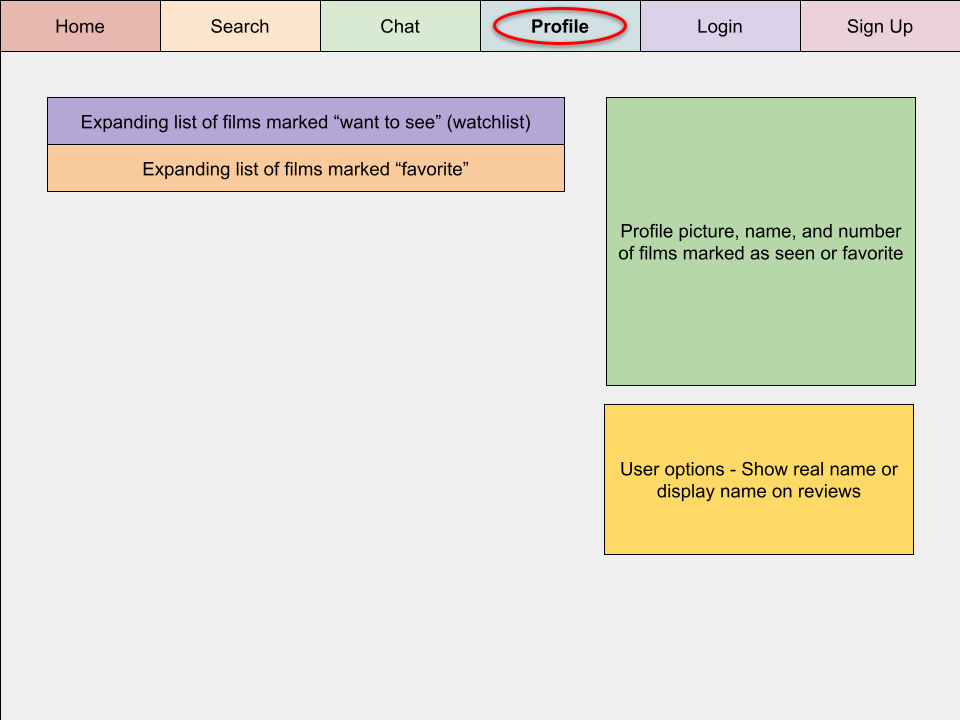 Home
Search
Chat
Profile
Login
Sign Up
Expanding list of films marked “want to see” (watchlist)
Expanding list of films marked “favorite”
Profile picture, name, and number
of films marked as seen or favorite
User options - Show real name or
display name on reviews